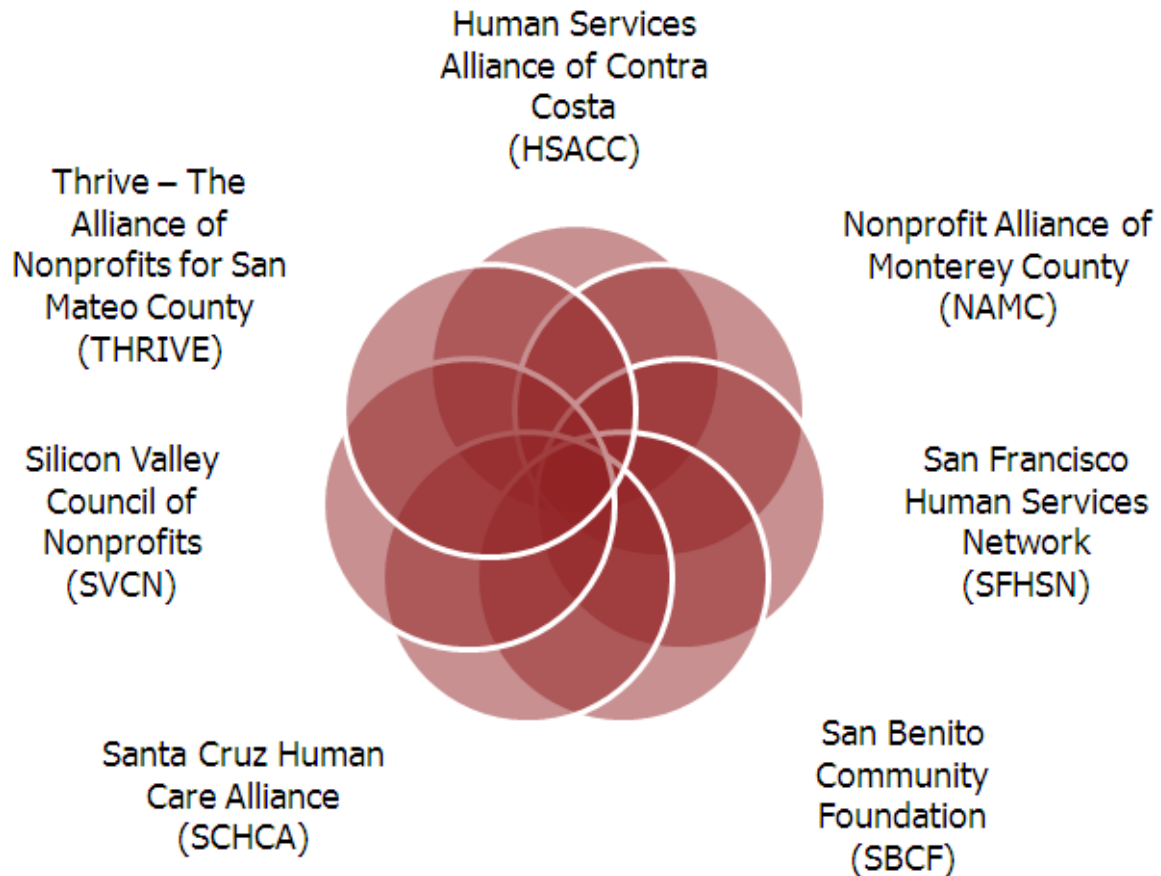 Human Services
Alliance of Contra
Costa
(HSACC)
Thrive – The
Alliance of
Nonprofits for San
Mateo County
(THRIVE)
Nonprofit Alliance of
Monterey County
(NAMC)
Silicon Valley
Council of
Nonprofits
(SVCN)
San Francisco
Human Services
Network
(SFHSN)
Santa Cruz Human
Care Alliance
(SCHCA)
San Benito
Community
Foundation
(SBCF)